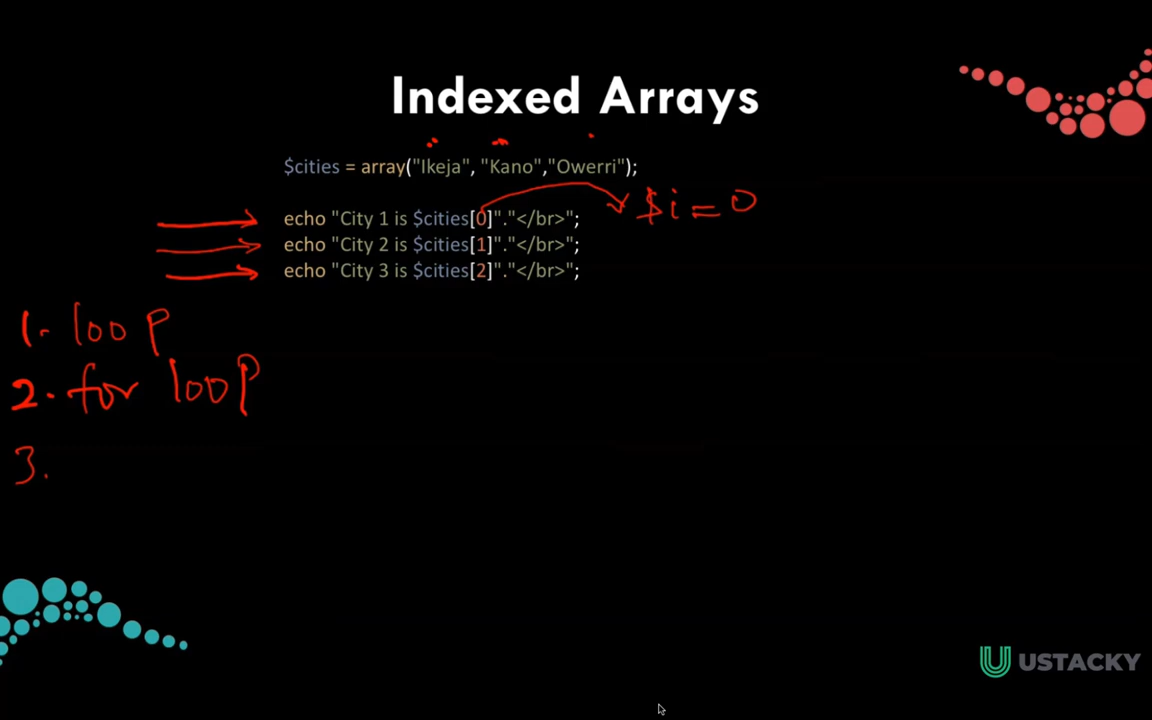 Indexed Arrays
$cities = array("Ikeja", "Kano","Owerri");
echo "City 1 is $cities[0]"."</br>";
$i = 0
echo "City 2 is $cities[1]"."</br>";
echo "City 3 is $cities[2]"."</br>";
1. loop
2. for loop
3.
USTACKY